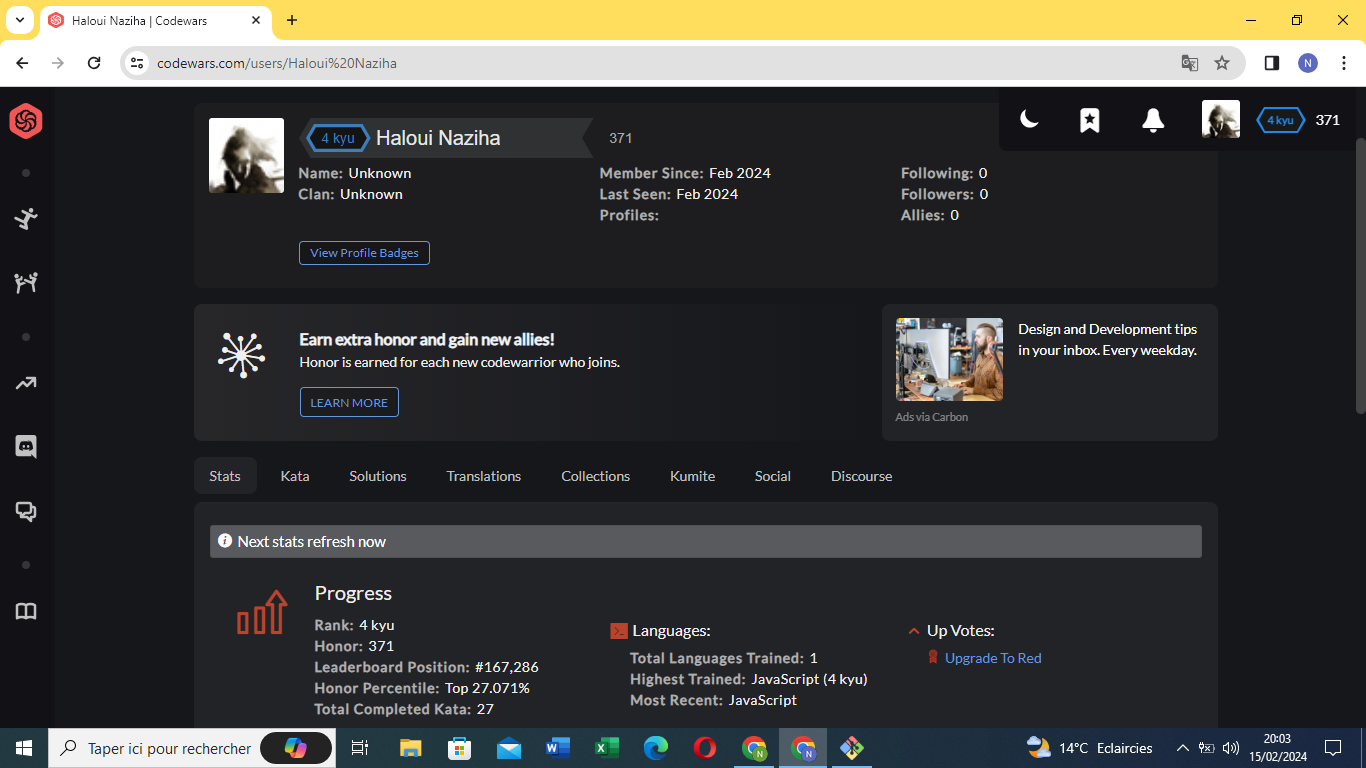 Haloui Naziha | Codewars
codewars.com/users/Haloui%20Naziha
N
4 kyu
Haloui Naziha
371
4 kyu
371
Name: Unknown
Member Since: Feb 2024
Following: 0
Clan: Unknown
Last Seen: Feb 2024
Followers: 0
Profiles:
Allies: 0
View Profile Badges
Earn extra honor and gain new allies!
Honor is earned for each new codewarrior who joins.
LEARN MORE
Design and Development tips
in your inbox. Every weekday.
Ads via Carbon
Stats
Kata
Solutions
Translations
Collections
Kumite
Social
Discourse
Next stats refresh now
Progress
Rank: 4 kyu
Honor: 371
Leaderboard Position: #167,286
Honor Percentile: Top 27.071%
Total Completed Kata: 27
Languages:
Total Languages Trained: 1
Highest Trained: JavaScript (4 kyu)
Most Recent: JavaScript
Up Votes:
Upgrade To Red
Taper ici pour rechercher
14°C Eclaircies
20:03
15/02/2024